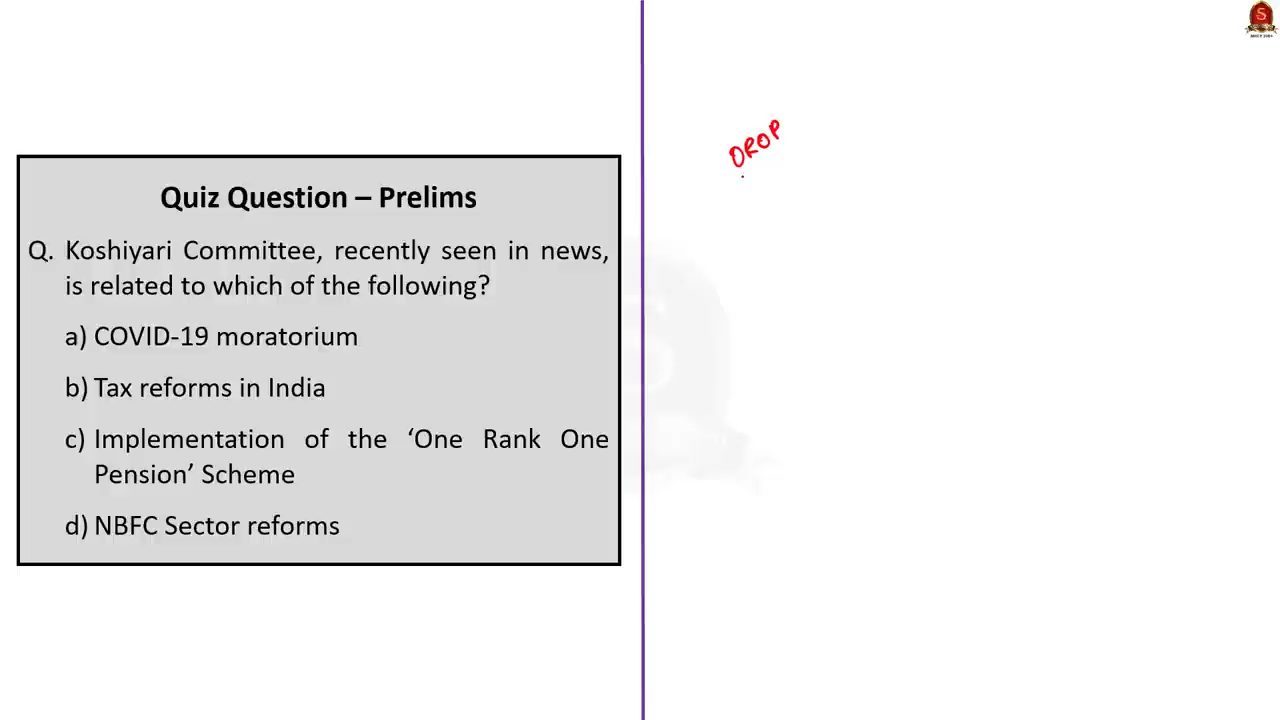 Quiz Question – Prelims
Q. Koshiyari Committee, recently seen in news,
is related to which of the following?
a) COVID-19 moratorium
b) Tax reforms in India
c) Implementation of the ‘One Rank One
Pension’ Scheme
d) NBFC Sector reforms
OROP
S